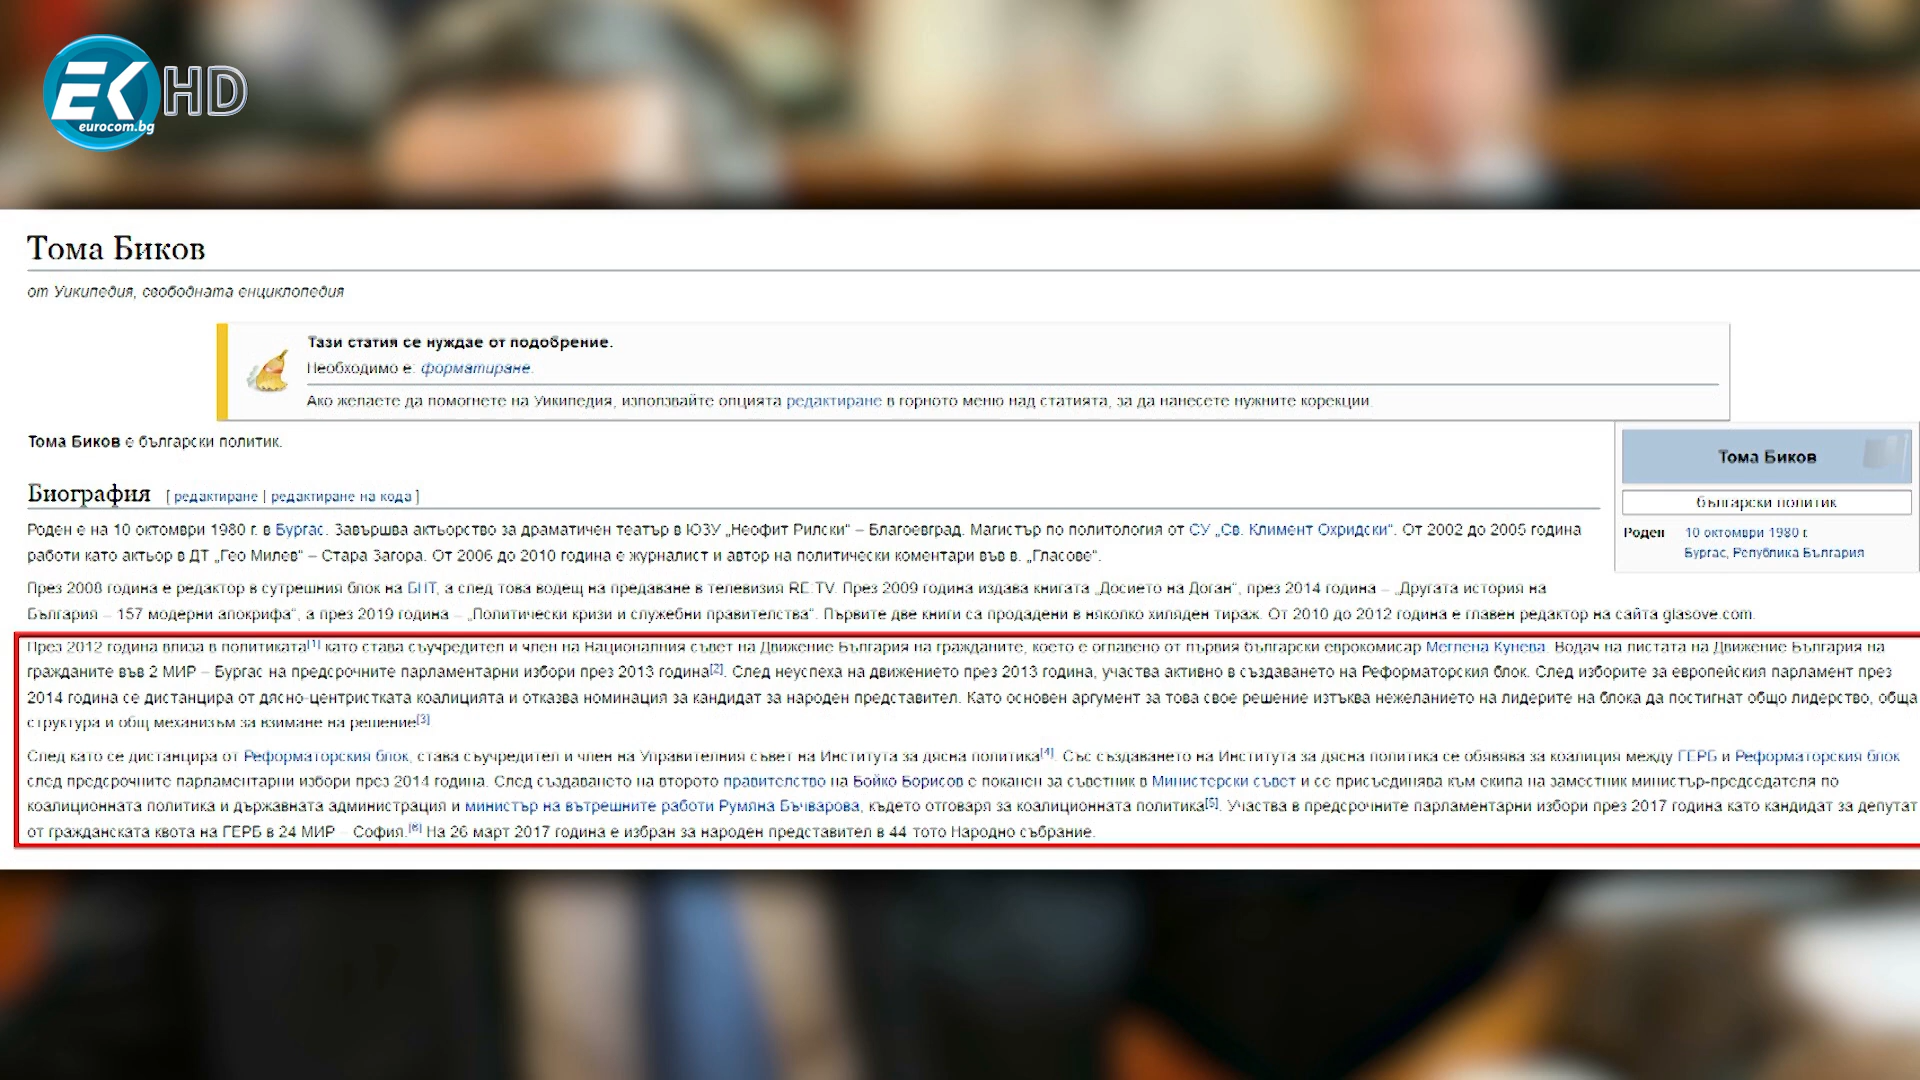 EK HD
eurocom.bg
Тома Биков
от Уикипедия, свободната енциклопедия
Тази статия се нуждае от подобрение.
Необходимо е: форматиране.
Ако желаете да помогнете на Уикипедия, използвайте опцията редактиране в горното меню над статията, за да нанесете нужните корекции.
Тома Биков е български политик.
Тома Биков
български политик
Роден 10 октомври 1980 г.
Бургас, Република България
Биография [ редактиране | редактиране на кода ]
Роден е на 10 октомври 1980 г. в Бургас. Завършва актьорство за драматичен театър в ЮЗУ „Неофит Рилски“ – Благоевград. Магистър по политология от СУ „Св. Климент Охридски“. От 2002 до 2005 година
работи като актьор в ДТ „Гео Милев“ – Стара Загора. От 2006 до 2010 година е журналист и автор на политически коментари във в. „Гласове“.
През 2008 година е редактор в сутрешния блок на БНТ, а след това водещ на предаване в телевизия RE:TV. През 2009 година издава книгата „Досието на Доган“, през 2014 година – „Другата история на
България – 157 модерни апокрифа“, а през 2019 година – „Политически кризи и служебни правителства“. Първите две книги са продадени в няколко хиляден тираж. От 2010 до 2012 година е главен редактор на сайта glasove.com.
През 2012 година влиза в политиката[1] като става съучредител и член на Националния съвет на Движение България на гражданите, което е оглавено от първия български еврокомисар Меглена Кунева. Водач на листата на Движение България на
гражданите във 2 МИР – Бургас на предсрочните парламентарни избори през 2013 година[2]. След неуспеха на движението през 2013 година, участва активно в създаването на Реформаторския блок. След изборите за европейския парламент през
2014 година се дистанцира от дясно-центристката коалицията и отказва номинация за кандидат за народен представител. Като основен аргумент за това свое решение изтъква нежеланието на лидерите на блока да постигнат общо лидерство, обща
структура и общ механизъм за взимане на решение[3]
След като се дистанцира от Реформаторския блок, става съучредител и член на Управителния съвет на Института за дясна политика[4]. Със създаването на Института за дясна политика се обявява за коалиция между ГЕРБ и Реформаторския блок
след предсрочните парламентарни избори през 2014 година. След създаването на второто правителство на Бойко Борисов е поканен за съветник в Министерски съвет и се присъединява към екипа на заместник министър-председателя по
коалиционната политика и държавната администрация и министър на вътрешните работи Румяна Бъчварова, където отговаря за коалиционната политика[5]. Участва в предсрочните парламентарни избори през 2017 година като кандидат за депутат
от гражданската квота на ГЕРБ в 24 МИР – София.[6] На 26 март 2017 година е избран за народен представител в 44-тото Народно събрание.